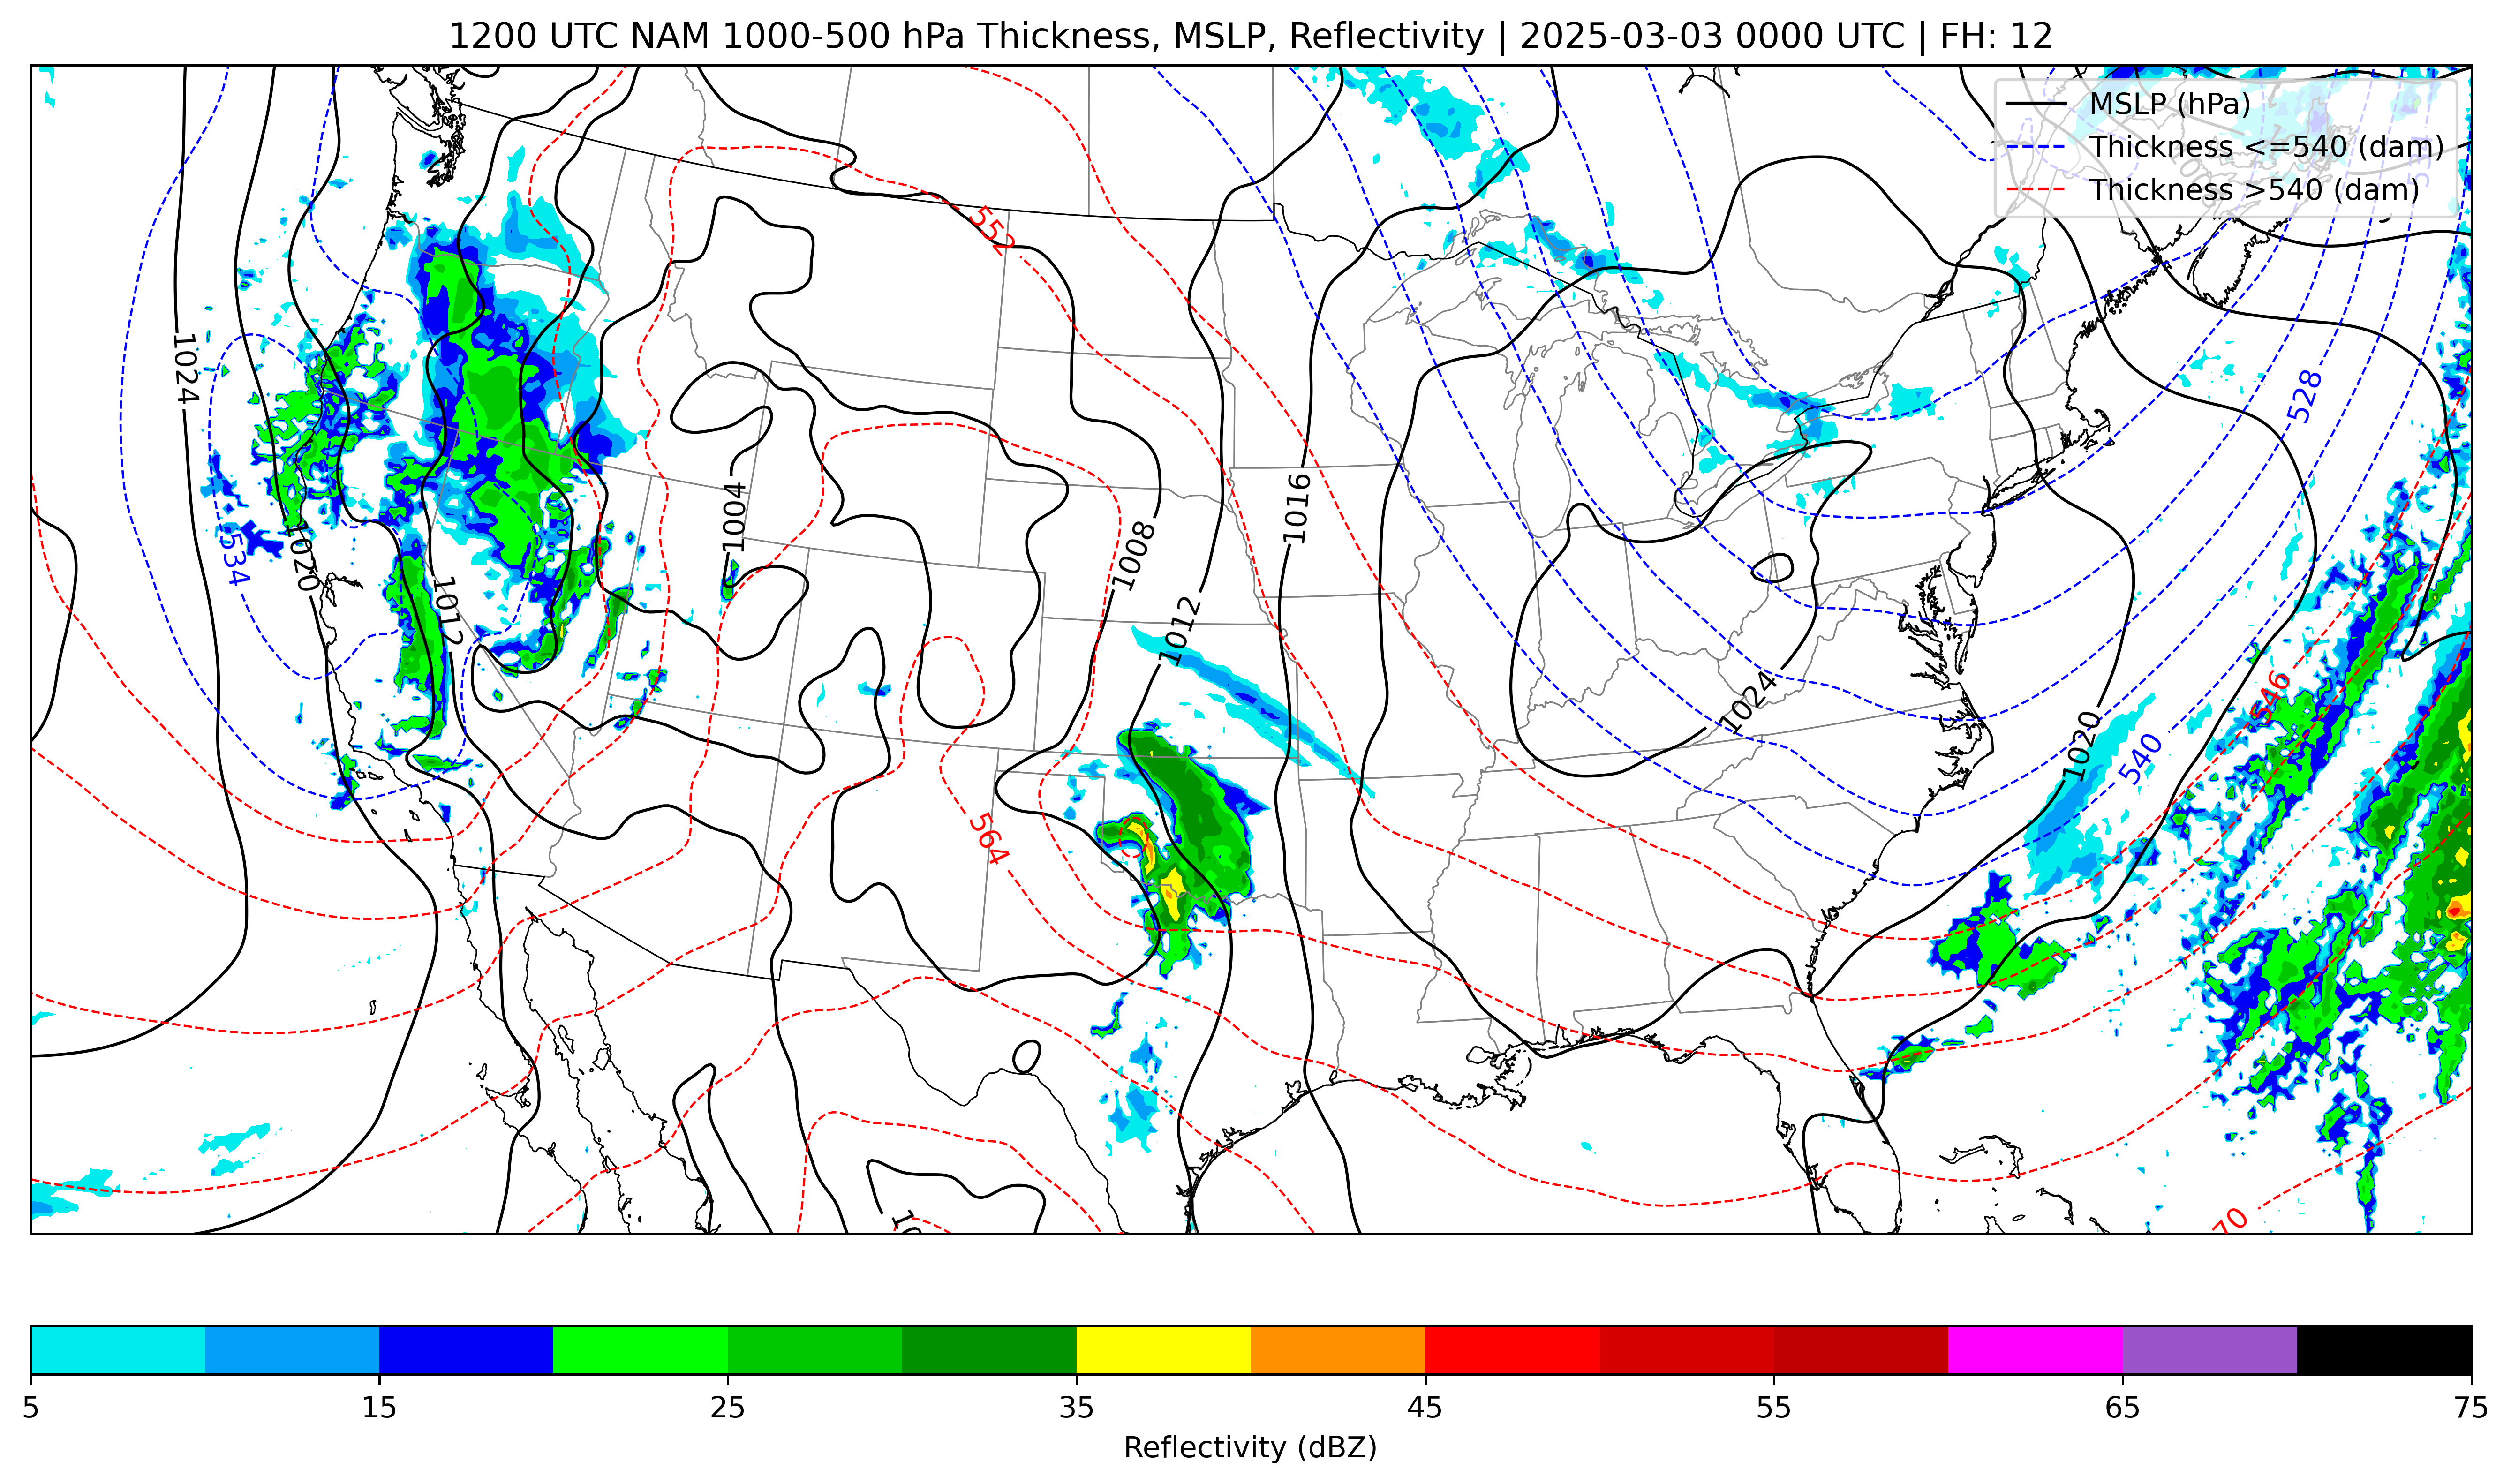 1200 UTC NAM 1000-500 hPa Thickness, MSLP, Reflectivity | 2025-03-03 0000 UTC | FH: 12
MSLP (hPa)
Thickness <=540 (dam)
Thickness >540 (dam)
552
1024
528
534
1020
1004
1008
1016
1012
1012
546
1024
1020
540
564
70
5 15 25 35 45 55 65 75
Reflectivity (dBZ)